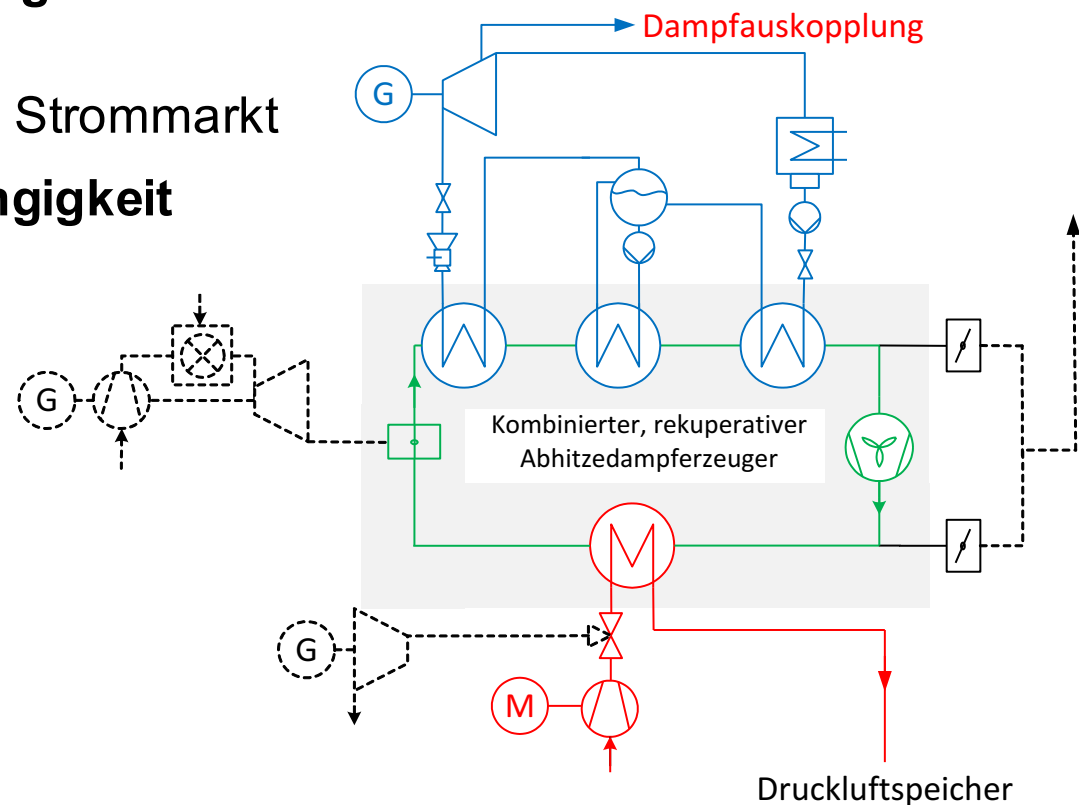 g
Dampfauskopplung
G
Strommarkt
ngigkeit
G
Kombinierter, rekuperativer
Abhitzedampferzeuger
G
M
Druckluftspeicher